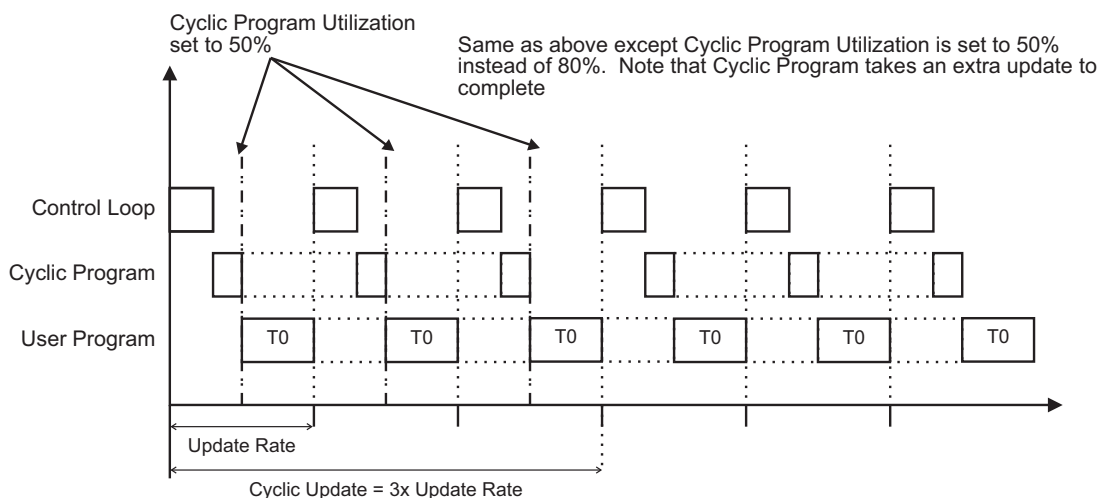 Cyclic Program Utilization
set to 50%
Same as above except Cyclic Program Utilization is set to 50%
instead of 80%. Note that Cyclic Program takes an extra update to
complete
Control Loop
Cyclic Program
User Program
T0 T0 T0 T0 T0 T0
Update Rate
Cyclic Update = 3x Update Rate